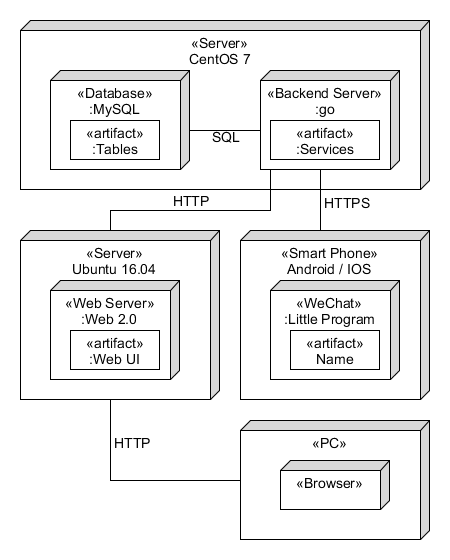 «Server»
CentOS 7
«Database»
:MySQL
«artifact»
:Tables
SQL
«Backend Server»
:go
«artifact»
:Services
HTTP
HTTPS
«Server»
Ubuntu 16.04
«Web Server»
:Web 2.0
«artifact»
:Web UI
«Smart Phone»
Android / IOS
«WeChat»
:Little Program
«artifact»
Name
HTTP
«PC»
«Browser»